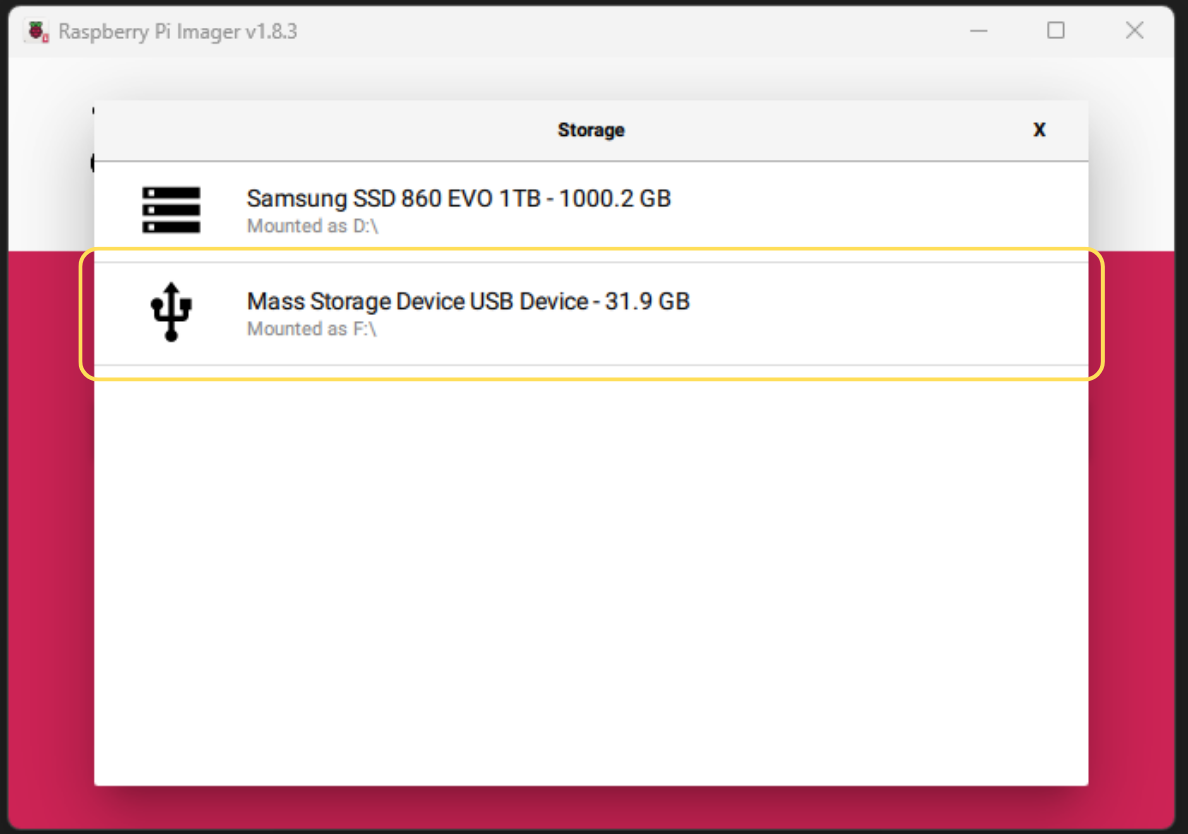 Raspberry Pi Imager v1.8.3
Storage
X
Samsung SSD 860 EVO 1TB - 1000.2 GB
Mounted as D:\
Mass Storage Device USB Device - 31.9 GB
Mounted as F:\